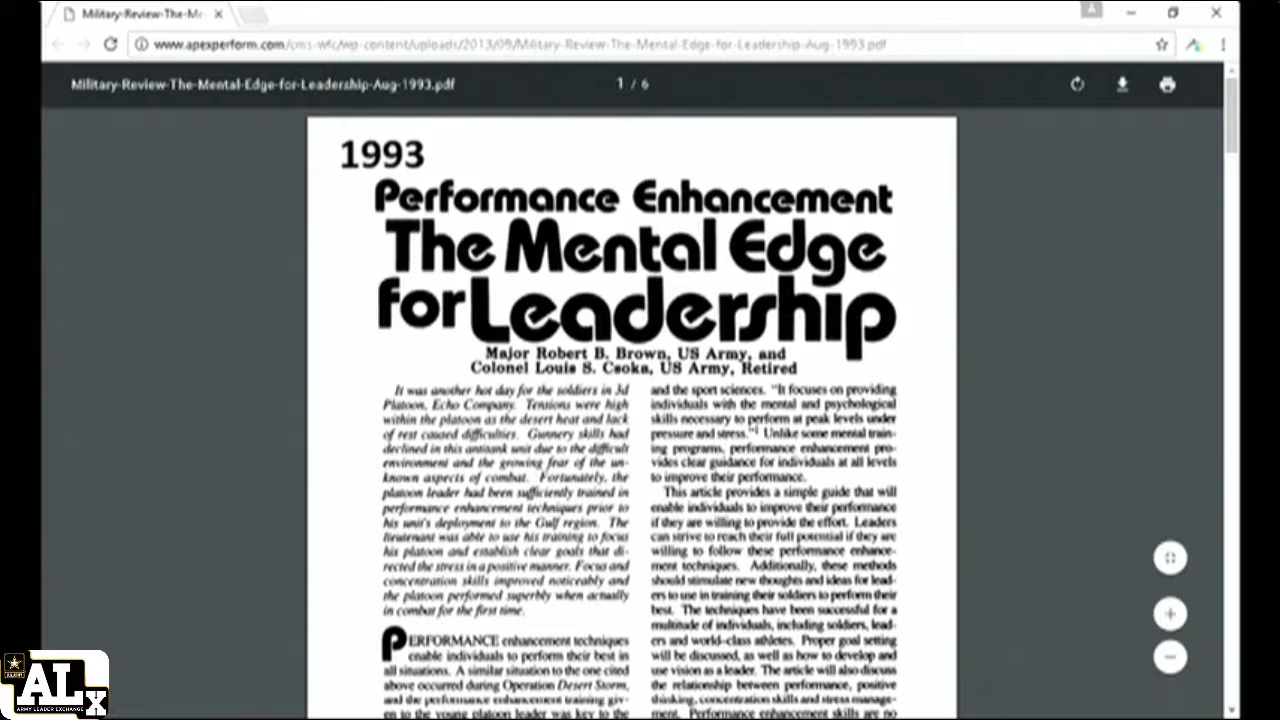 Military-Review-The-Me
www.apexperform.com/cms-wfc/wp-content/uploads/2013/09/Military-Review-The-Mental-Edge-for-Leadership-Aug-1993.pdf
Military-Review-The-Mental-Edge-for-Leadership-Aug-1993.pdf
1 / 6
1993
Performance Enhancement
The Mental Edge
for Leadership
Major Robert B. Brown, US Army, and
Colonel Louis S. Csoka, US Army, Retired
It was another hot day for the soldiers in 3d
Platoon, Echo Company. Tensions were high
within the platoon as the desert heat and lack
of rest caused difficulties. Gunnery skills had
declined in this antitank unit due to the difficult
environment and the growing fear of the un-
known aspects of combat. Fortunately, the
platoon leader had been sufficiently trained in
performance enhancement techniques prior to
his unit's deployment to the Gulf region. The
lieutenant was able to use his training to focus
his platoon and establish clear goals that di-
rected the stress in a positive manner. Focus and
concentration skills improved noticeably and
the platoon performed superbly when actually
in combat for the first time.
PERFORMANCE enhancement techniques
enable individuals to perform their best in
all situations. A similar situation to the one cited
above occurred during Operation Desert Storm,
and the performance enhancement training giv-
en to the young platoon leader was key to the
and the sport sciences. "It focuses on providing
individuals with the mental and psychological
skills necessary to perform at peak levels under
pressure and stress."1 Unlike some mental train-
ing programs, performance enhancement pro-
vides clear guidance for individuals at all levels
to improve their performance.
This article provides a simple guide that will
enable individuals to improve their performance
if they are willing to provide the effort. Leaders
can strive to reach their full potential if they are
willing to follow these performance enhance-
ment techniques. Additionally, these methods
should stimulate new thoughts and ideas for lead-
ers to use in training their soldiers to perform their
best. The techniques have been successful for a
multitude of individuals, including soldiers, lead-
ers and world-class athletes. Proper goal setting
will be discussed, as well as how to develop and
use vision as a leader. The article will also discuss
the relationship between performance, positive
thinking, concentration skills and stress manage-
ment. Performance enhancement skills are no
U.S. ARMY
ALx
ARMY LEADER EXCHANGE